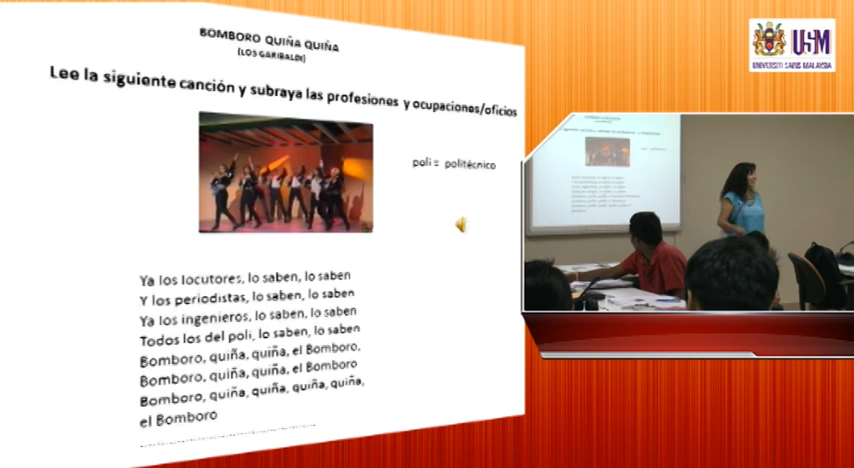 BOMBORO QUIÑA QUIÑA
(LOS GARIBALDI)
Lee la siguiente canción y subraya las profesiones y ocupaciones/oficios
poli = politécnico
Ya los locutores, lo saben, lo saben
Y los periodistas, lo saben, lo saben
Ya los ingenieros, lo saben, lo saben
Todos los del poli, lo saben, lo saben
Bomboro, quiña, quiña, el Bomboro,
Bomboro, quiña, quiña, el Bomboro
Bomboro, quiña, quiña, quiña, quiña,
el Bomboro
USM
UNIVERSITI SAINS MALAYSIA